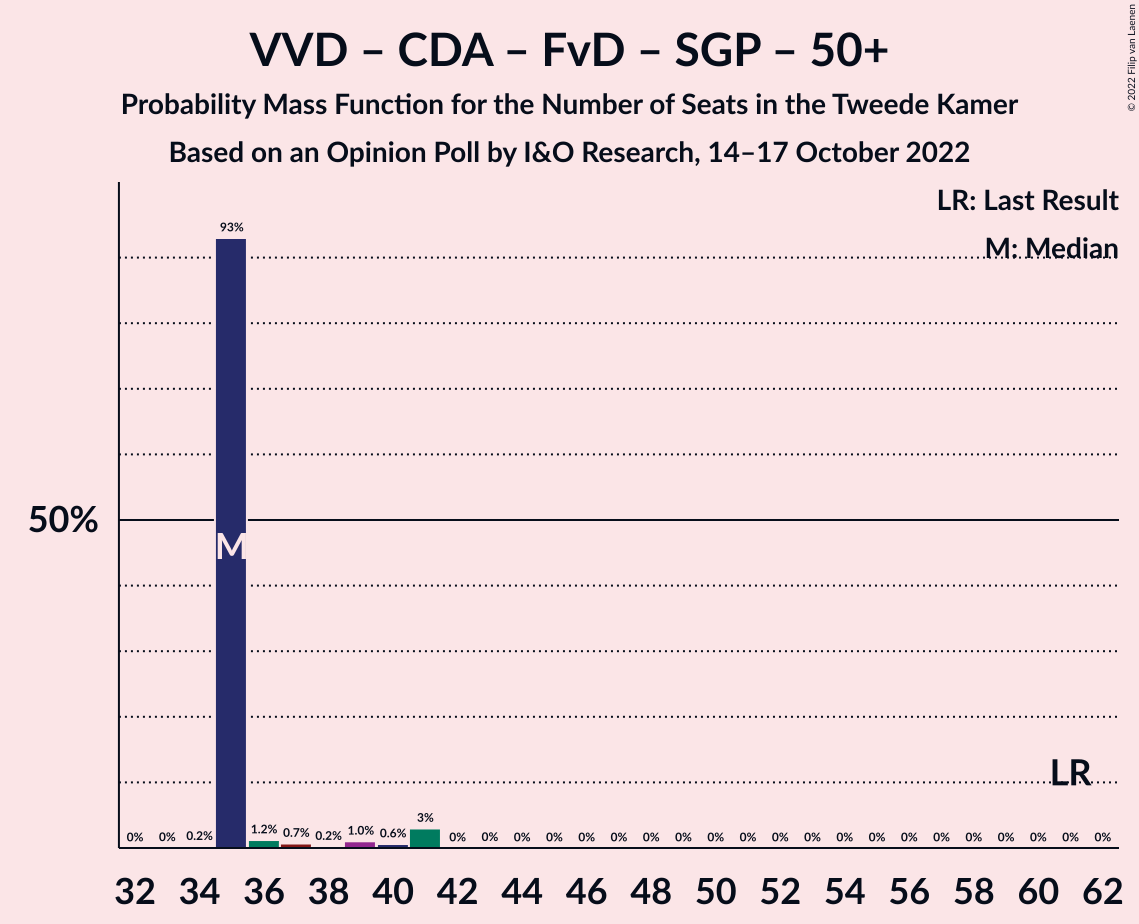 VVD – CDA – FvD – SGP – 50+
Probability Mass Function for the Number of Seats in the Tweede Kamer
Based on an Opinion Poll by I&O Research, 14–17 October 2022
© 2022 Filip van Laenen
LR: Last Result
M: Median
93%
50%
M
LR
0% 0% 0.2% 1.2% 0.7% 0.2% 1.0% 0.6% 3% 0% 0% 0% 0% 0% 0% 0% 0% 0% 0% 0% 0% 0% 0% 0% 0% 0% 0% 0% 0% 0%
32 34 36 38 40 42 44 46 48 50 52 54 56 58 60 62